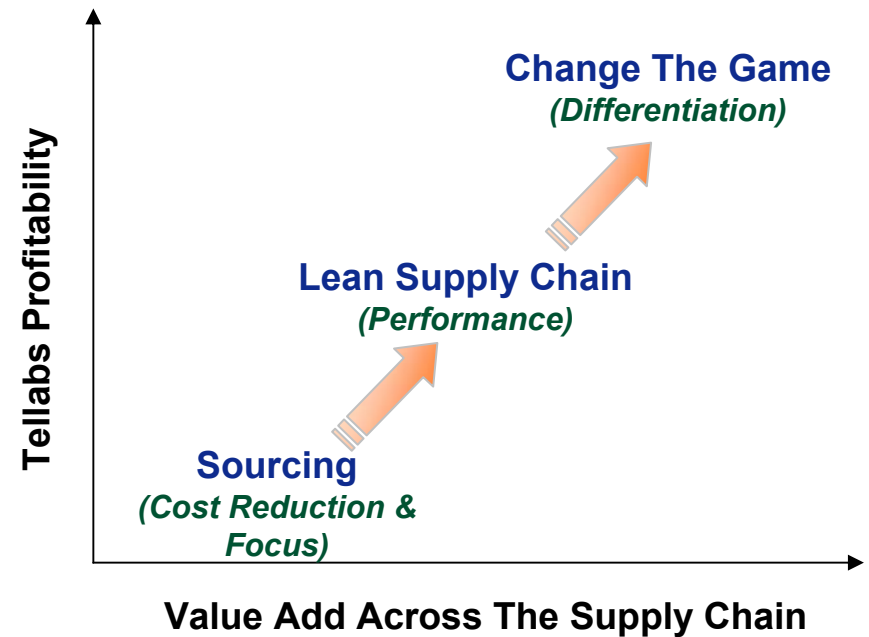 Change The Game
(Differentiation)
Tellabs Profitability
Lean Supply Chain
(Performance)
Sourcing
(Cost Reduction &
Focus)
Value Add Across The Supply Chain